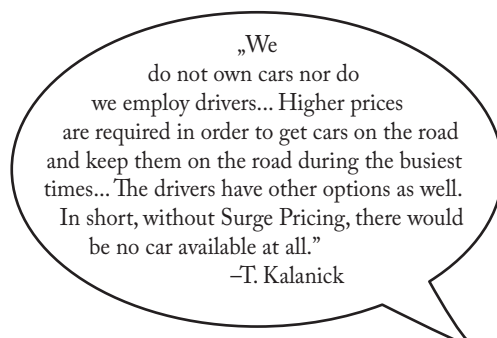 „We
do not own cars nor do
we employ drivers... Higher prices
are required in order to get cars on the road
and keep them on the road during the busiest
times... The drivers have other options as well.
In short, without Surge Pricing, there would
be no car available at all.”
–T. Kalanick